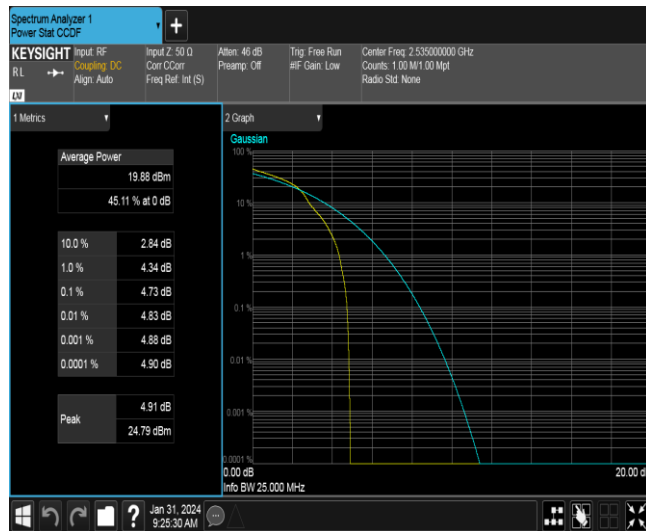 Spectrum Analyzer 1
Power Stat CCDF
+
KEYSIGHT
RL
LXI
Input: RF
Coupling: DC
Align: Auto
Input Z: 50 Ω
Corr CCorr
Freq Ref: Int (S)
Atten: 46 dB
Preamp: Off
Trig: Free Run
#IF Gain: Low
Center Freq: 2.535000000 GHz
Counts: 1.00 M/1.00 Mpt
Radio Std: None
1 Metrics
Average Power
19.88 dBm
45.11 % at 0 dB
10.0 % 2.84 dB
1.0 % 4.34 dB
0.1 % 4.73 dB
0.01 % 4.83 dB
0.001 % 4.88 dB
0.0001 % 4.90 dB
Peak
4.91 dB
24.79 dBm
2 Graph
Gaussian
100 %
10 %
1 %
0.1 %
0.01 %
0.001 %
0.0001 %
0.00 dB
20.00 d
Info BW 25.000 MHz
?
Jan 31, 2024
9:25:30 AM